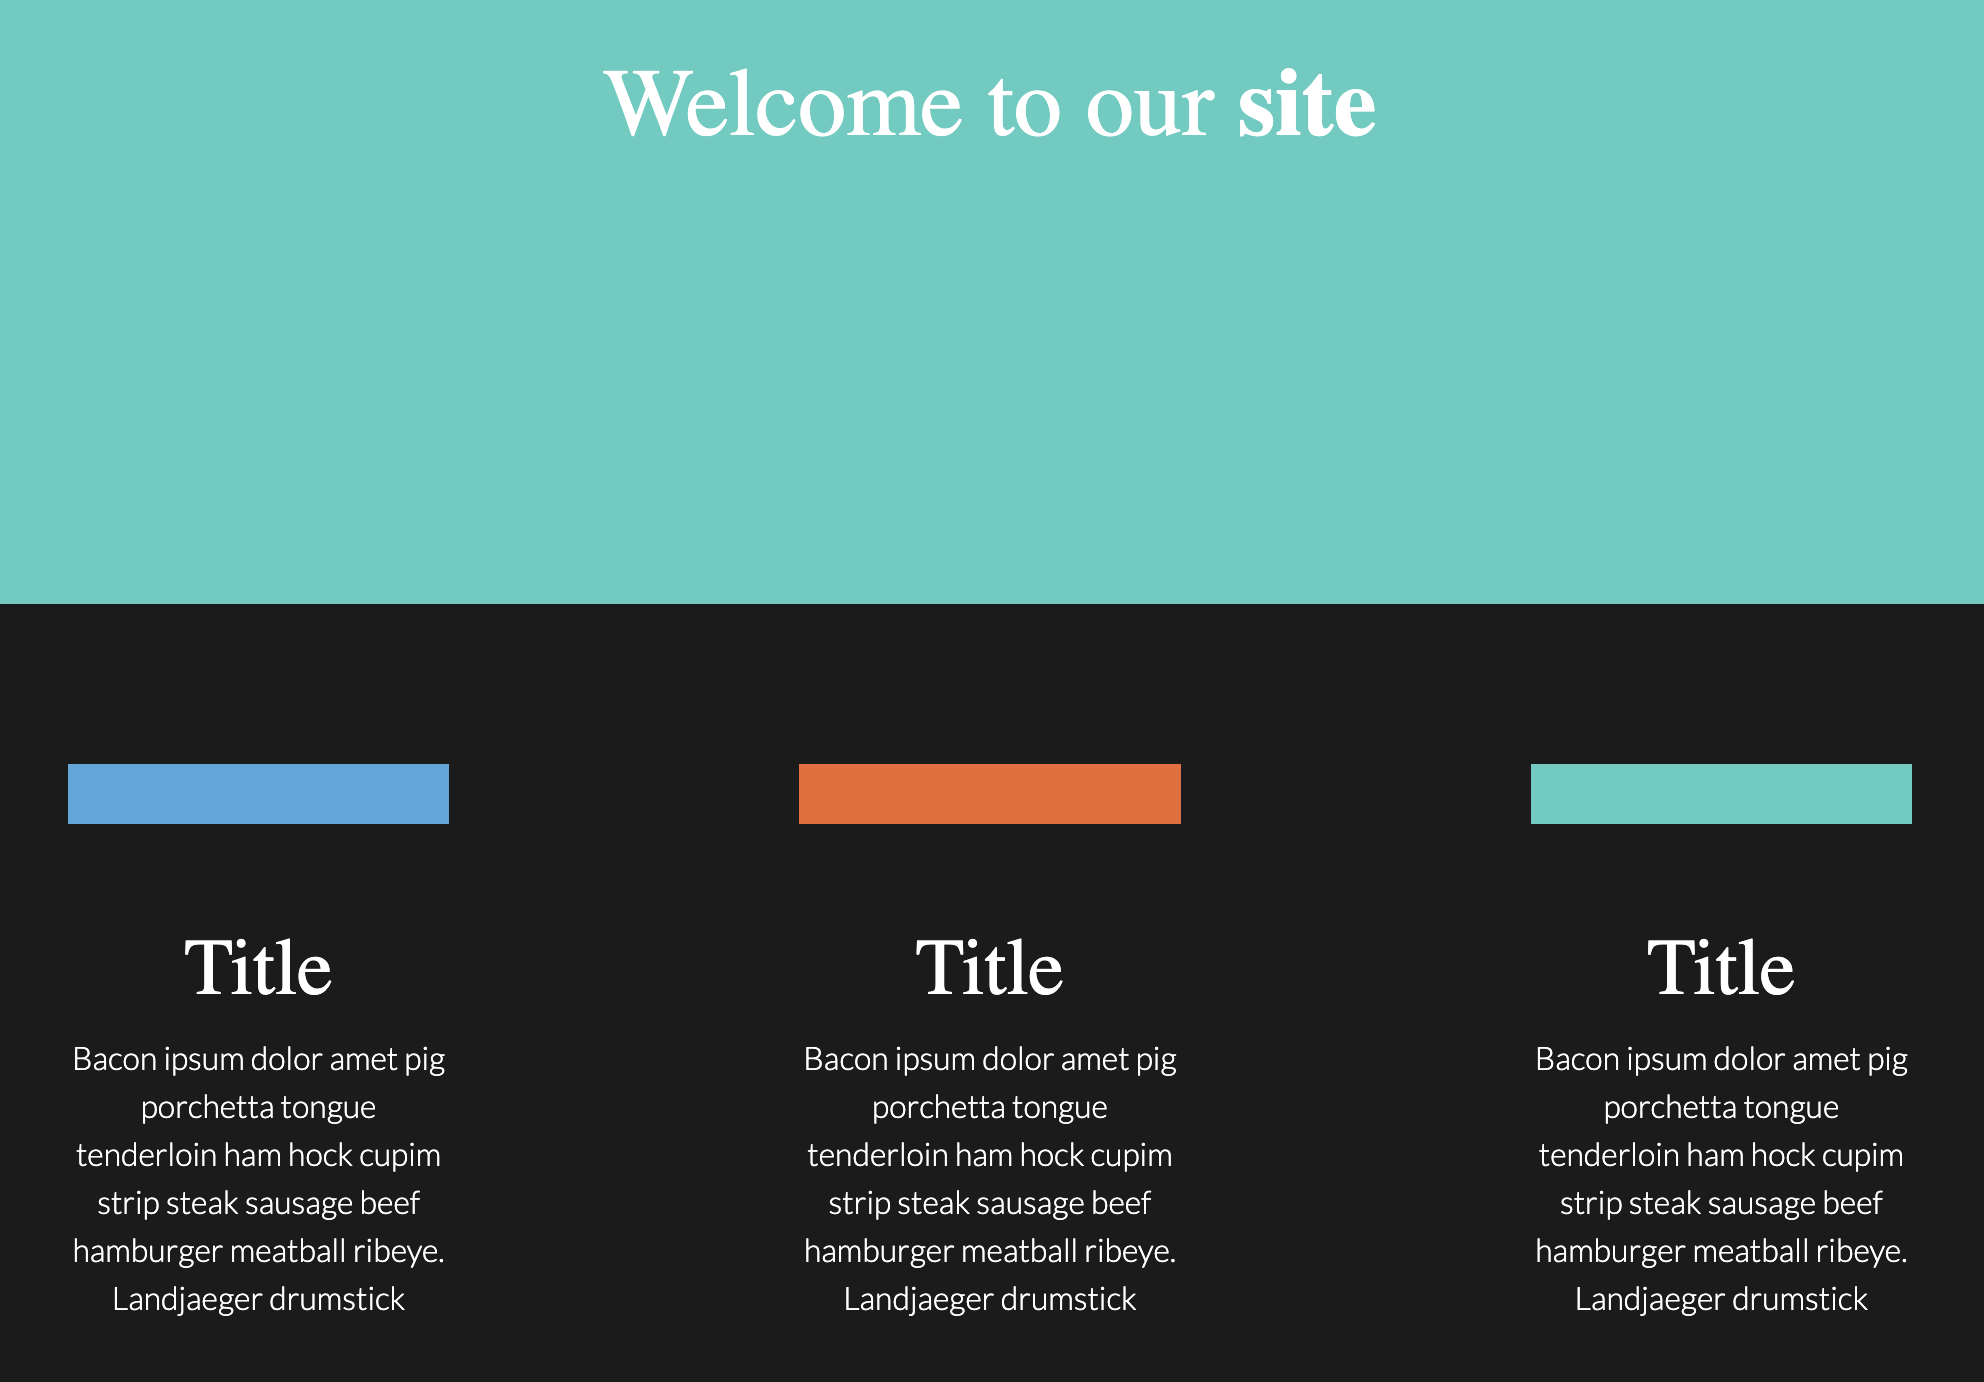 Welcome to our site
Title
Bacon ipsum dolor amet pig
porchetta tongue
tenderloin ham hock cupim
strip steak sausage beef
hamburger meatball ribeye.
Landjaeger drumstick
Title
Bacon ipsum dolor amet pig
porchetta tongue
tenderloin ham hock cupim
strip steak sausage beef
hamburger meatball ribeye.
Landjaeger drumstick
Title
Bacon ipsum dolor amet pig
porchetta tongue
tenderloin ham hock cupim
strip steak sausage beef
hamburger meatball ribeye.
Landjaeger drumstick